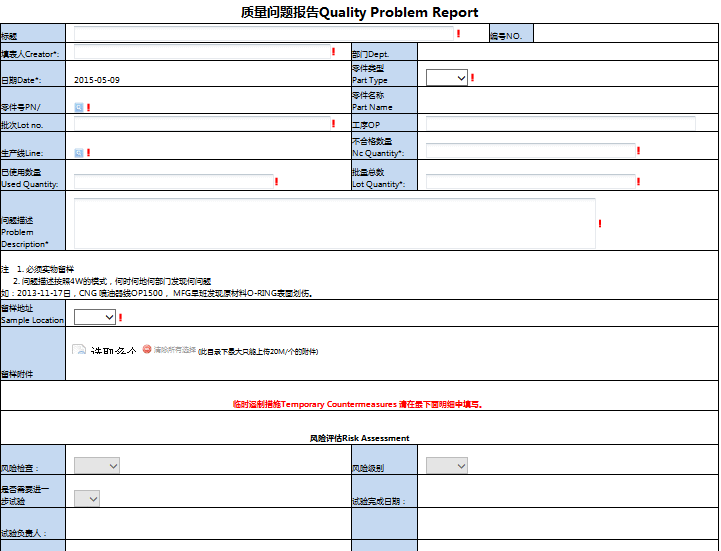 质量问题报告Quality Problem Report
标题 ! 编号NO.
填表人Creator*: ! 部门Dept.
日期Date*: 2015-05-09 零件类型 Part Type !
零件号PN/ ! 零件名称 Part Name
批次Lot no. ! 工序OP
生产线Line: ! 不合格数量 Nc Quantity*: !
已使用数量 Used Quantity: ! 批量总数 Lot Quantity*: !
问题描述
Problem
Description* !
注 1. 必须实物留样
2. 问题描述按照4W的模式，何时何地何部门发现何问题
如：2013-11-17日，CNG 喷油器线OP1500 ，MFG早班发现原材料O-RING表面划伤。
留样地址
Sample Location !
清除所有选择 (此目录下最大只能上传20M/个的附件)
留样附件
临时遏制措施Temporary Countermeasures 请在最下面明细中填写。
风险评估Risk Assessment
风险检查： 风险级别
是否需要进一
步试验 试验完成日期：
试验负责人：